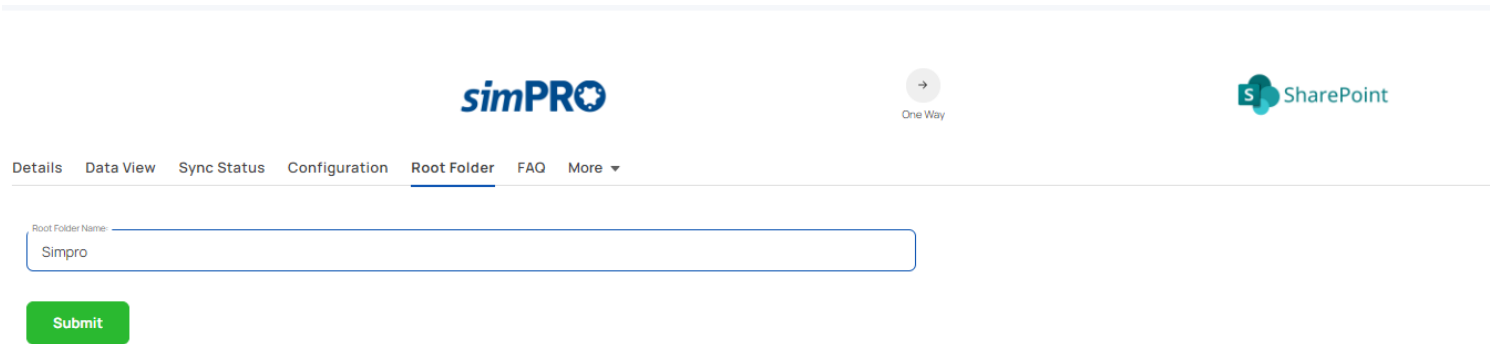 simPRO
S SharePoint
One Way
Details Data View Sync Status Configuration Root Folder FAQ More
Root Folder Name:
Simpro
Submit